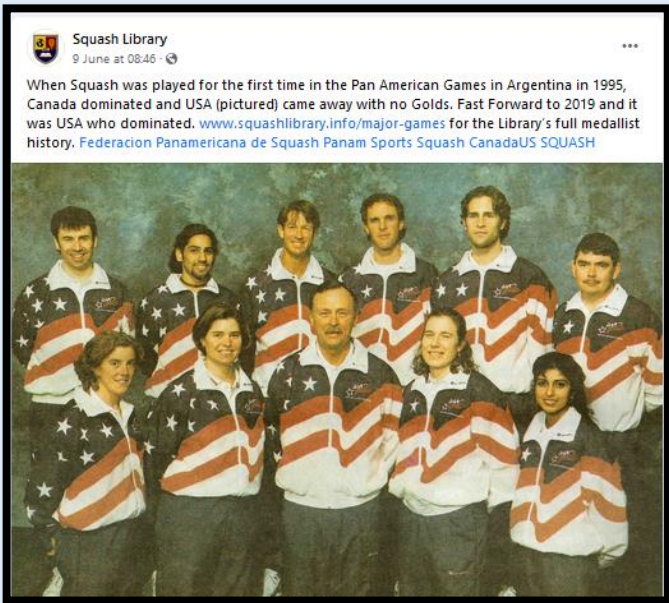 Squash Library
9 June at 08:46 ·
When Squash was played for the first time in the Pan American Games in Argentina in 1995,
Canada dominated and USA (pictured) came away with no Golds. Fast Forward to 2019 and it
was USA who dominated. www.squashlibrary.info/major-games for the Library's full medallist
history. Federacion Panamericana de Squash Panam Sports Squash CanadaUS SQUASH